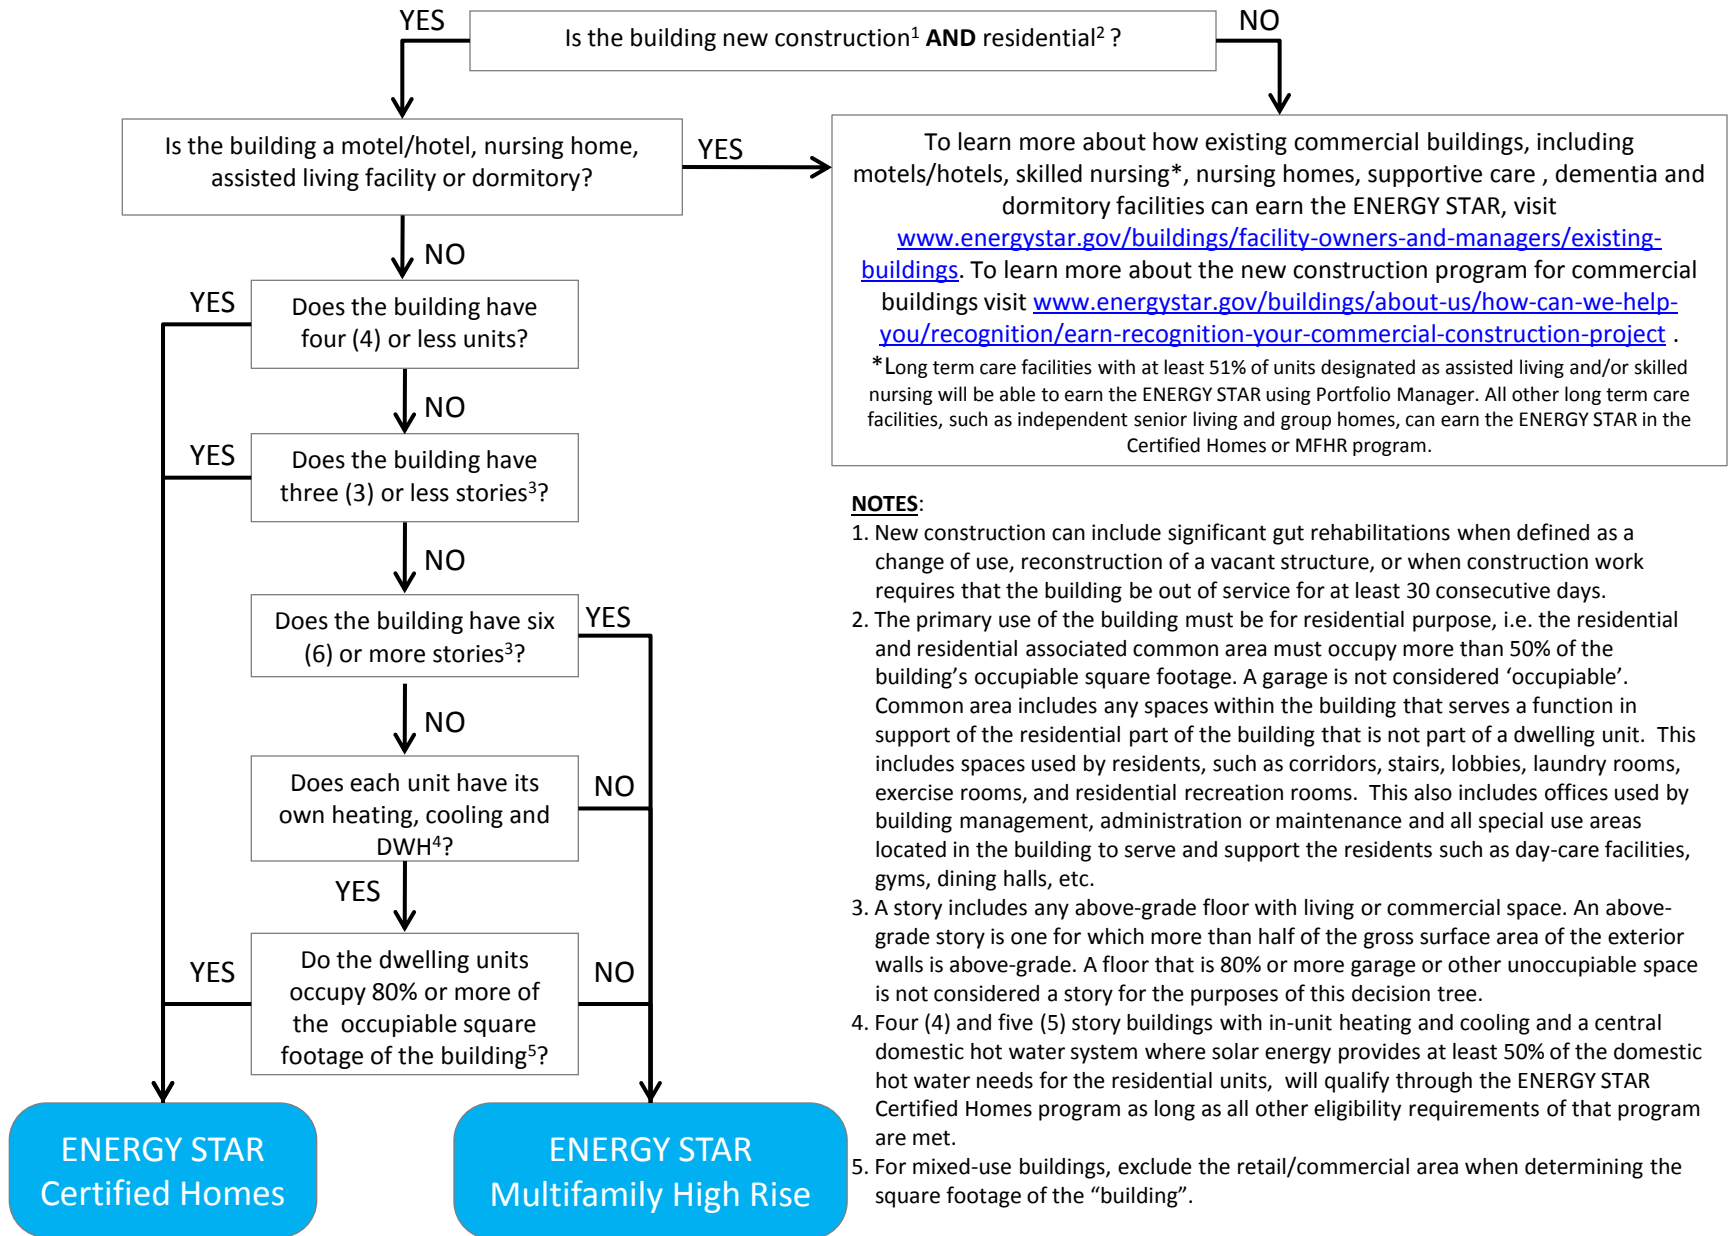 YES
Is the building new construction¹ AND residential² ?
NO
Is the building a motel/hotel, nursing home,
assisted living facility or dormitory?
YES
NO
Does the building have
four (4) or less units?
YES
NO
Does the building have
three (3) or less stories³?
YES
NO
Does the building have six
(6) or more stories³?
YES
NO
Does each unit have its
own heating, cooling and
DWH⁴?
NO
YES
Do the dwelling units
occupy 80% or more of
the occupiable square
footage of the building⁵?
YES
NO
ENERGY STAR
Certified Homes
ENERGY STAR
Multifamily High Rise
To learn more about how existing commercial buildings, including
motels/hotels, skilled nursing*, nursing homes, supportive care , dementia and
dormitory facilities can earn the ENERGY STAR, visit
www.energystar.gov/buildings/facility-owners-and-managers/existing-
buildings. To learn more about the new construction program for commercial
buildings visit www.energystar.gov/buildings/about-us/how-can-we-help-
you/recognition/earn-recognition-your-commercial-construction-project .
*Long term care facilities with at least 51% of units designated as assisted living and/or skilled
nursing will be able to earn the ENERGY STAR using Portfolio Manager. All other long term care
facilities, such as independent senior living and group homes, can earn the ENERGY STAR in the
Certified Homes or MFHR program.
NOTES:
1. New construction can include significant gut rehabilitations when defined as a
change of use, reconstruction of a vacant structure, or when construction work
requires that the building be out of service for at least 30 consecutive days.
2. The primary use of the building must be for residential purpose, i.e. the residential
and residential associated common area must occupy more than 50% of the
building’s occupiable square footage. A garage is not considered ‘occupiable’.
Common area includes any spaces within the building that serves a function in
support of the residential part of the building that is not part of a dwelling unit. This
includes spaces used by residents, such as corridors, stairs, lobbies, laundry rooms,
exercise rooms, and residential recreation rooms. This also includes offices used by
building management, administration or maintenance and all special use areas
located in the building to serve and support the residents such as day-care facilities,
gyms, dining halls, etc.
3. A story includes any above-grade floor with living or commercial space. An above-
grade story is one for which more than half of the gross surface area of the exterior
walls is above-grade. A floor that is 80% or more garage or other unoccupiable space
is not considered a story for the purposes of this decision tree.
4. Four (4) and five (5) story buildings with in-unit heating and cooling and a central
domestic hot water system where solar energy provides at least 50% of the domestic
hot water needs for the residential units, will qualify through the ENERGY STAR
Certified Homes program as long as all other eligibility requirements of that program
are met.
5. For mixed-use buildings, exclude the retail/commercial area when determining the
square footage of the “building”.